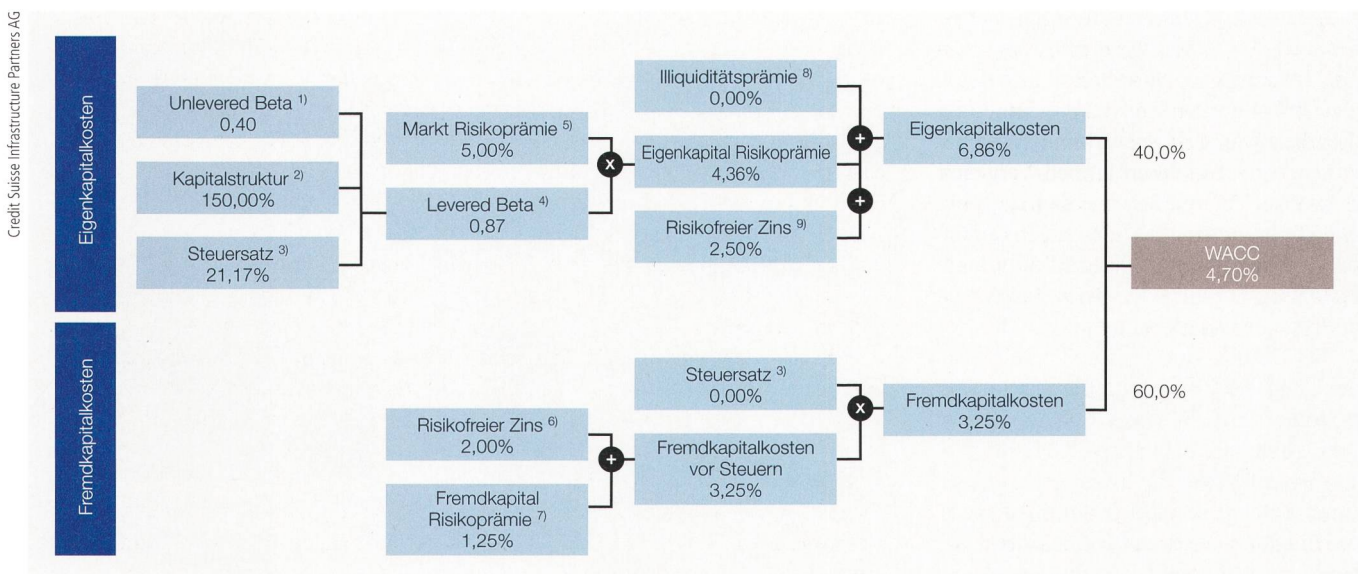 Credit Suisse Infrastructure Partners AG
Eigenkapitalkosten
Unlevered Beta 1)
0,40
Kapitalstruktur 2)
150,00%
Steuersatz 3)
21,17%
Markt Risikoprämie 5)
5,00%
x
Levered Beta 4)
0,87
Illiquiditätsprämie 8)
0,00%
+
Eigenkapital Risikoprämie
4,36%
+
Risikofreier Zins 9)
2,50%
Eigenkapitalkosten
6,86%
40,0%
WACC
4,70%
Fremdkapitalkosten
Risikofreier Zins 6)
2,00%
+
Fremdkapital
Risikoprämie 7)
1,25%
Steuersatz 3)
0,00%
x
Fremdkapitalkosten
vor Steuern
3,25%
Fremdkapitalkosten
3,25%
60,0%